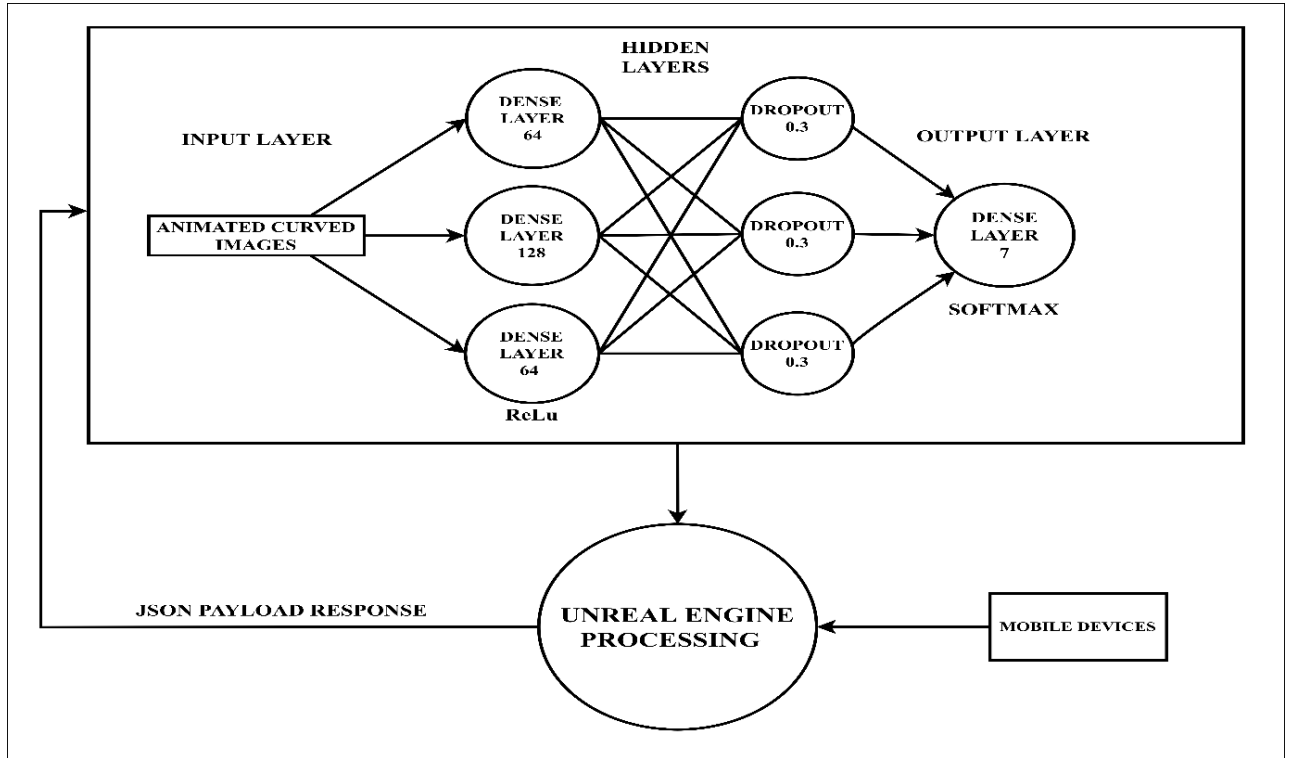 HIDDEN
LAYERS
INPUT LAYER
DENSE
LAYER
64
DROPOUT
0.3
OUTPUT LAYER
ANIMATED CURVED
IMAGES
DENSE
LAYER
128
DROPOUT
0.3
DENSE
LAYER
7
SOFTMAX
DENSE
LAYER
64
DROPOUT
0.3
ReLu
JSON PAYLOAD RESPONSE
UNREAL ENGINE
PROCESSING
MOBILE DEVICES